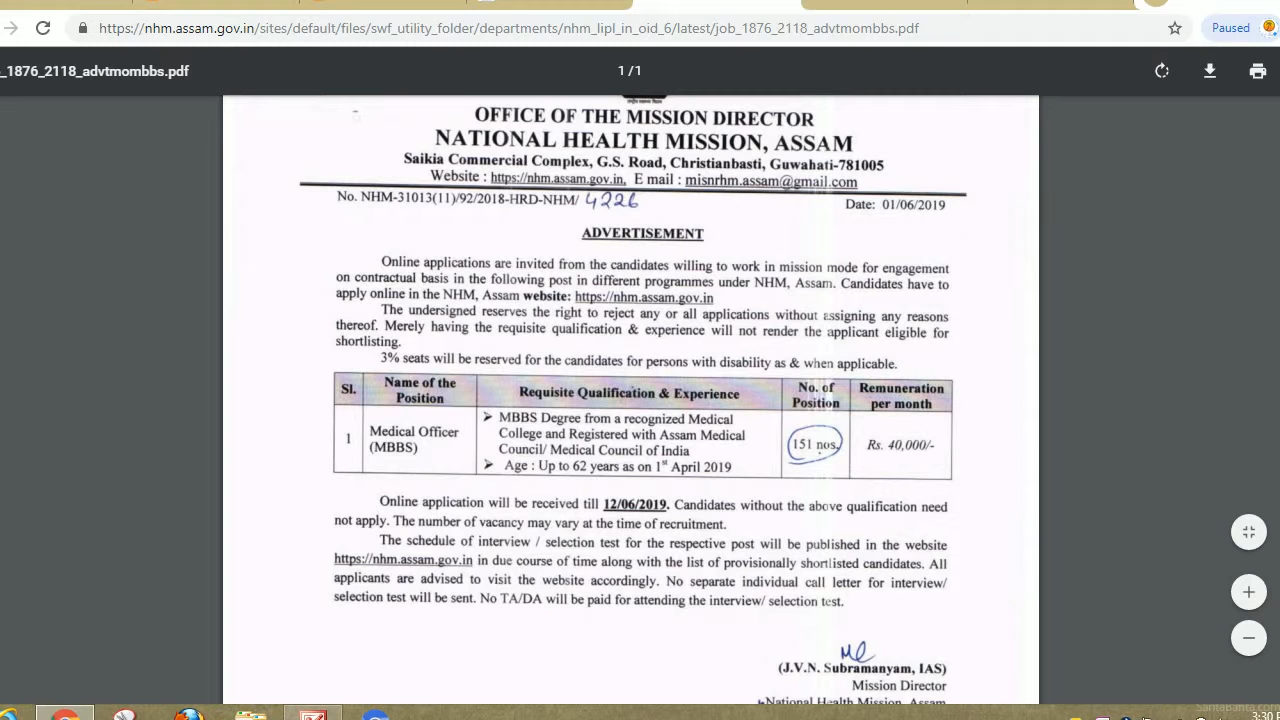 https://nhm.assam.gov.in/sites/default/files/swf_utility_folder/departments/nhm_lipl_in_oid_6/latest/job_1876_2118_advtmombbs.pdf
Paused
_1876_2118_advtmombbs.pdf
1/1
OFFICE OF THE MISSION DIRECTOR
NATIONAL HEALTH MISSION, ASSAM
Saikia Commercial Complex, G.S. Road, Christianbasti, Guwahati-781005
Website : https://nhm.assam.gov.in, E mail : misnrhm.assam@gmail.com
No. NHM-31013(11)/92/2018-HRD-NHM/ 4226
Date: 01/06/2019
ADVERTISEMENT
Online applications are invited from the candidates willing to work in mission mode for engagement
on contractual basis in the following post in different programmes under NHM, Assam. Candidates have to
apply online in the NHM, Assam website: https://nhm.assam.gov.in
The undersigned reserves the right to reject any or all applications without assigning any reasons
thereof. Merely having the requisite qualification & experience will not render the applicant eligible for
shortlisting.
3% seats will be reserved for the candidates for persons with disability as & when applicable.
Sl.
Name of the
Position
Requisite Qualification & Experience
No. of
Position
Remuneration
per month
1
Medical Officer
(MBBS)
➢ MBBS Degree from a recognized Medical
College and Registered with Assam Medical
Council/ Medical Council of India
➢ Age : Up to 62 years as on 1st April 2019
151 nos.
Rs. 40,000/-
Online application will be received till 12/06/2019. Candidates without the above qualification need
not apply. The number of vacancy may vary at the time of recruitment.
The schedule of interview / selection test for the respective post will be published in the website
https://nhm.assam.gov.in in due course of time along with the list of provisionally shortlisted candidates. All
applicants are advised to visit the website accordingly. No separate individual call letter for interview/
selection test will be sent. No TA/DA will be paid for attending the interview/ selection test.
(J.V.N. Subramanyam, IAS)
Mission Director
National Health Mission, Assam
SantaBanta.com
3:30